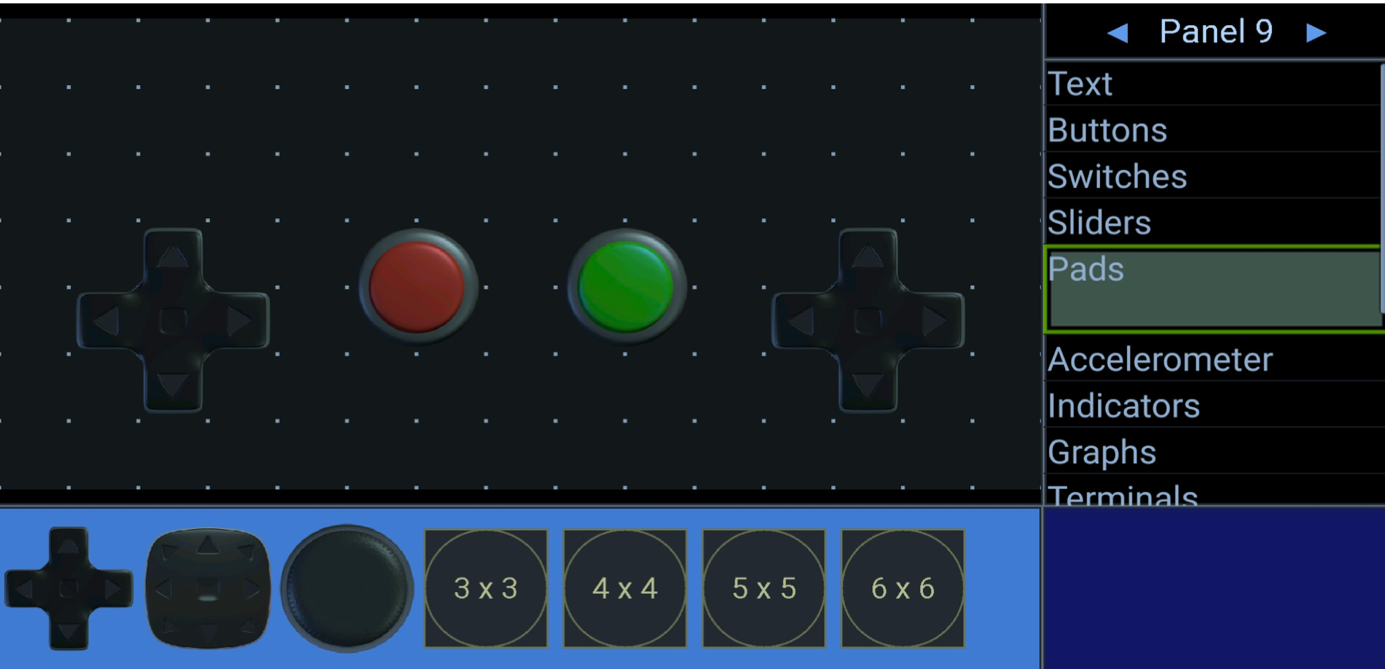 ◄ Panel 9 ►
Text
Buttons
Switches
Sliders
Pads
Accelerometer
Indicators
Graphs
Terminals
3 x 3
4 x 4
5 x 5
6 x 6